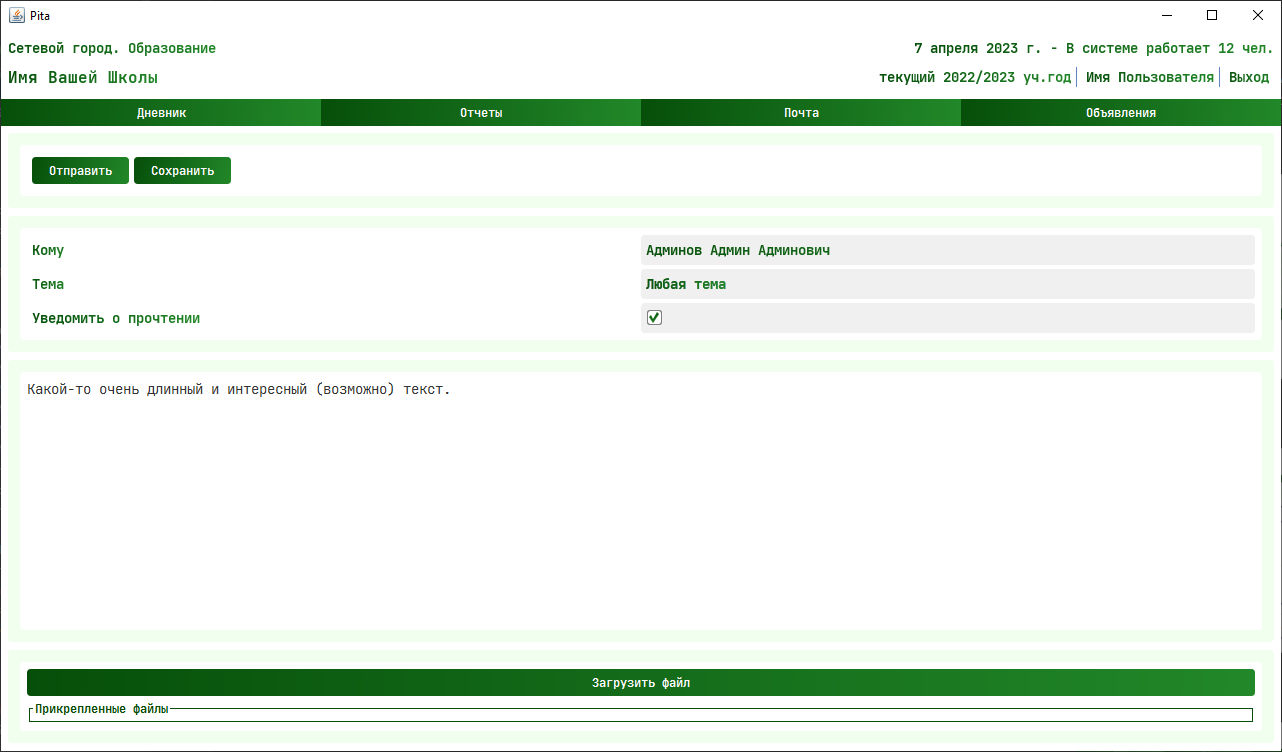 Pita
Сетевой город. Образование
7 апреля 2023 г. - В системе работает 12 чел.
Имя Вашей Школы
текущий 2022/2023 уч.год Имя Пользователя Выход
Дневник Отчеты Почта Объявления
Отправить Сохранить
Кому Админов Админ Админович
Тема Любая тема
Уведомить о прочтении
Какой-то очень длинный и интересный (возможно) текст.
Загрузить файл
Прикрепленные файлы